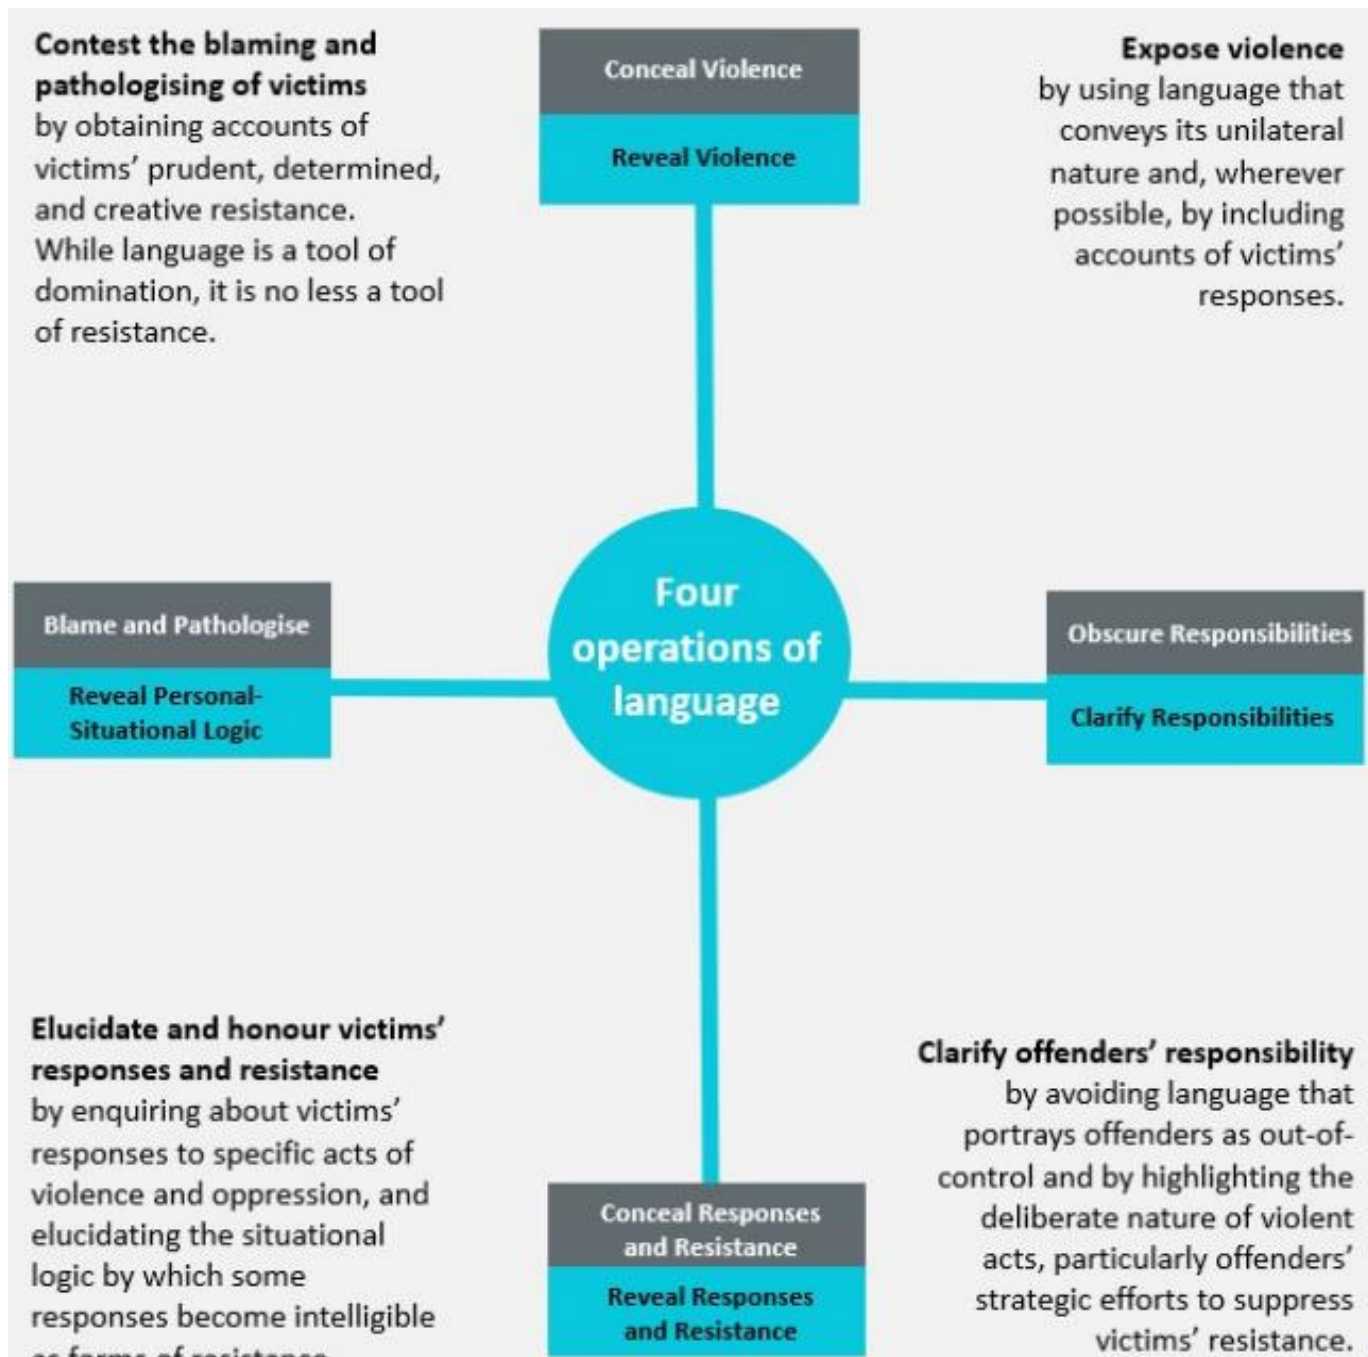 Contest the blaming and
pathologising of victims
by obtaining accounts of
victims' prudent, determined,
and creative resistance.
While language is a tool of
domination, it is no less a tool
of resistance.
Conceal Violence
Reveal Violence
Expose violence
by using language that
conveys its unilateral
nature and, wherever
possible, by including
accounts of victims'
responses.
Blame and Pathologise
Reveal Personal-
Situational Logic
Four
operations of
language
Obscure Responsibilities
Clarify Responsibilities
Elucidate and honour victims'
responses and resistance
by enquiring about victims'
responses to specific acts of
violence and oppression, and
elucidating the situational
logic by which some
responses become intelligible
as forms of resistance
Conceal Responses
and Resistance
Reveal Responses
and Resistance
Clarify offenders' responsibility
by avoiding language that
portrays offenders as out-of-
control and by highlighting the
deliberate nature of violent
acts, particularly offenders'
strategic efforts to suppress
victims' resistance.